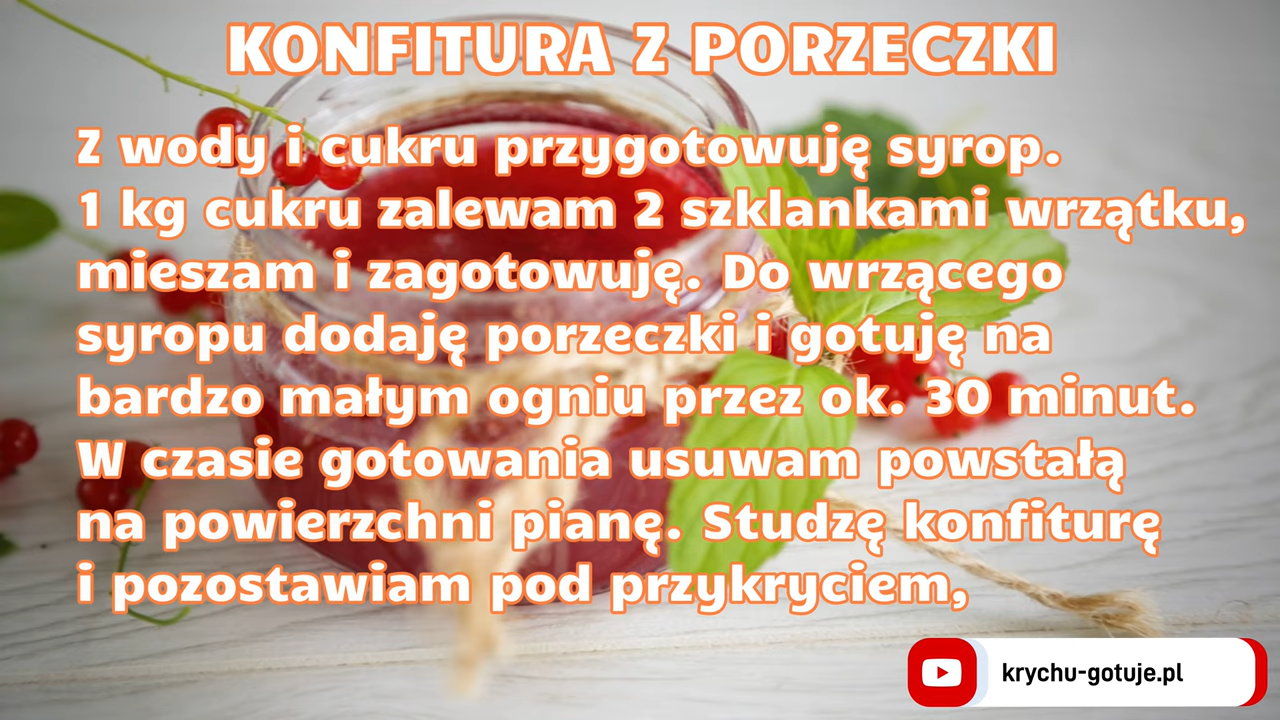 KONFITURA Z PORZECZKI
Z wody i cukru przygotowuję syrop.
1 kg cukru zalewam 2 szklankami wrzątku,
mieszam i zagotowuję. Do wrzącego
syropu dodaję porzeczki i gotuję na
bardzo małym ogniu przez ok. 30 minut.
W czasie gotowania usuwam powstałą
na powierzchni pianę. Studzę konfiturę
i pozostawiam pod przykryciem,
krychu-gotuje.pl